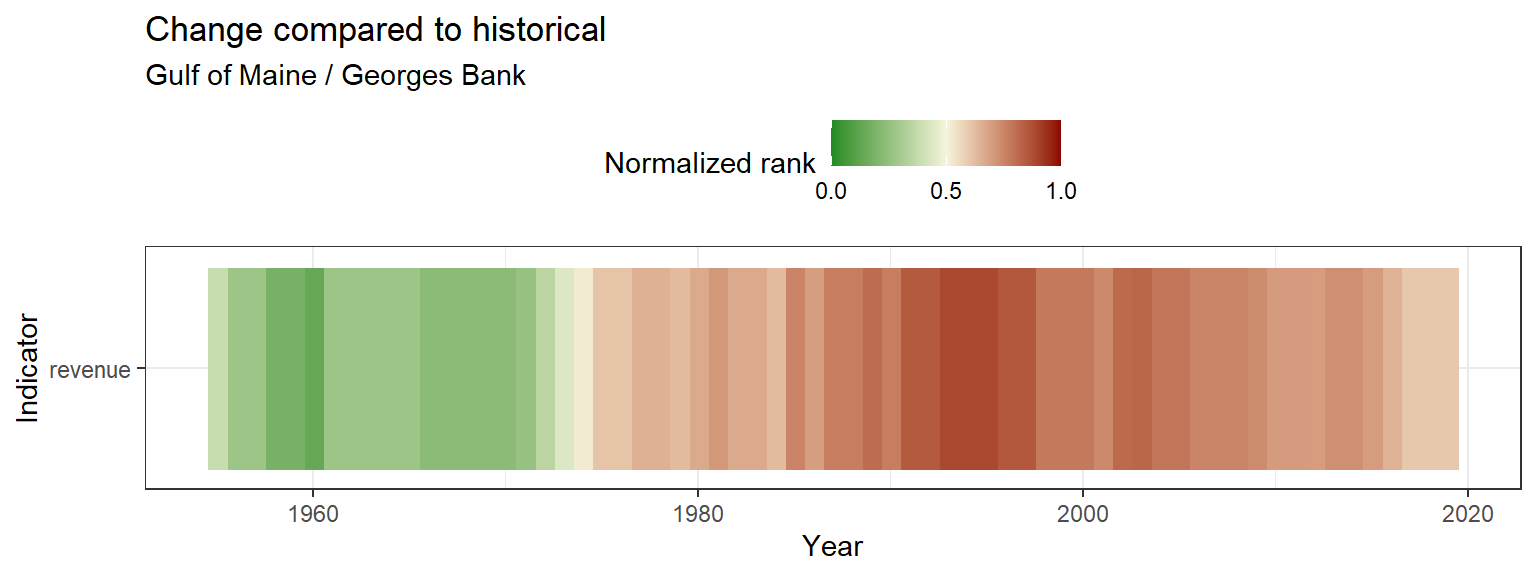 Change compared to historical
Gulf of Maine / Georges Bank
Normalized rank
0.0 0.5 1.0
Indicator
revenue
1960 1980 2000 2020
Year